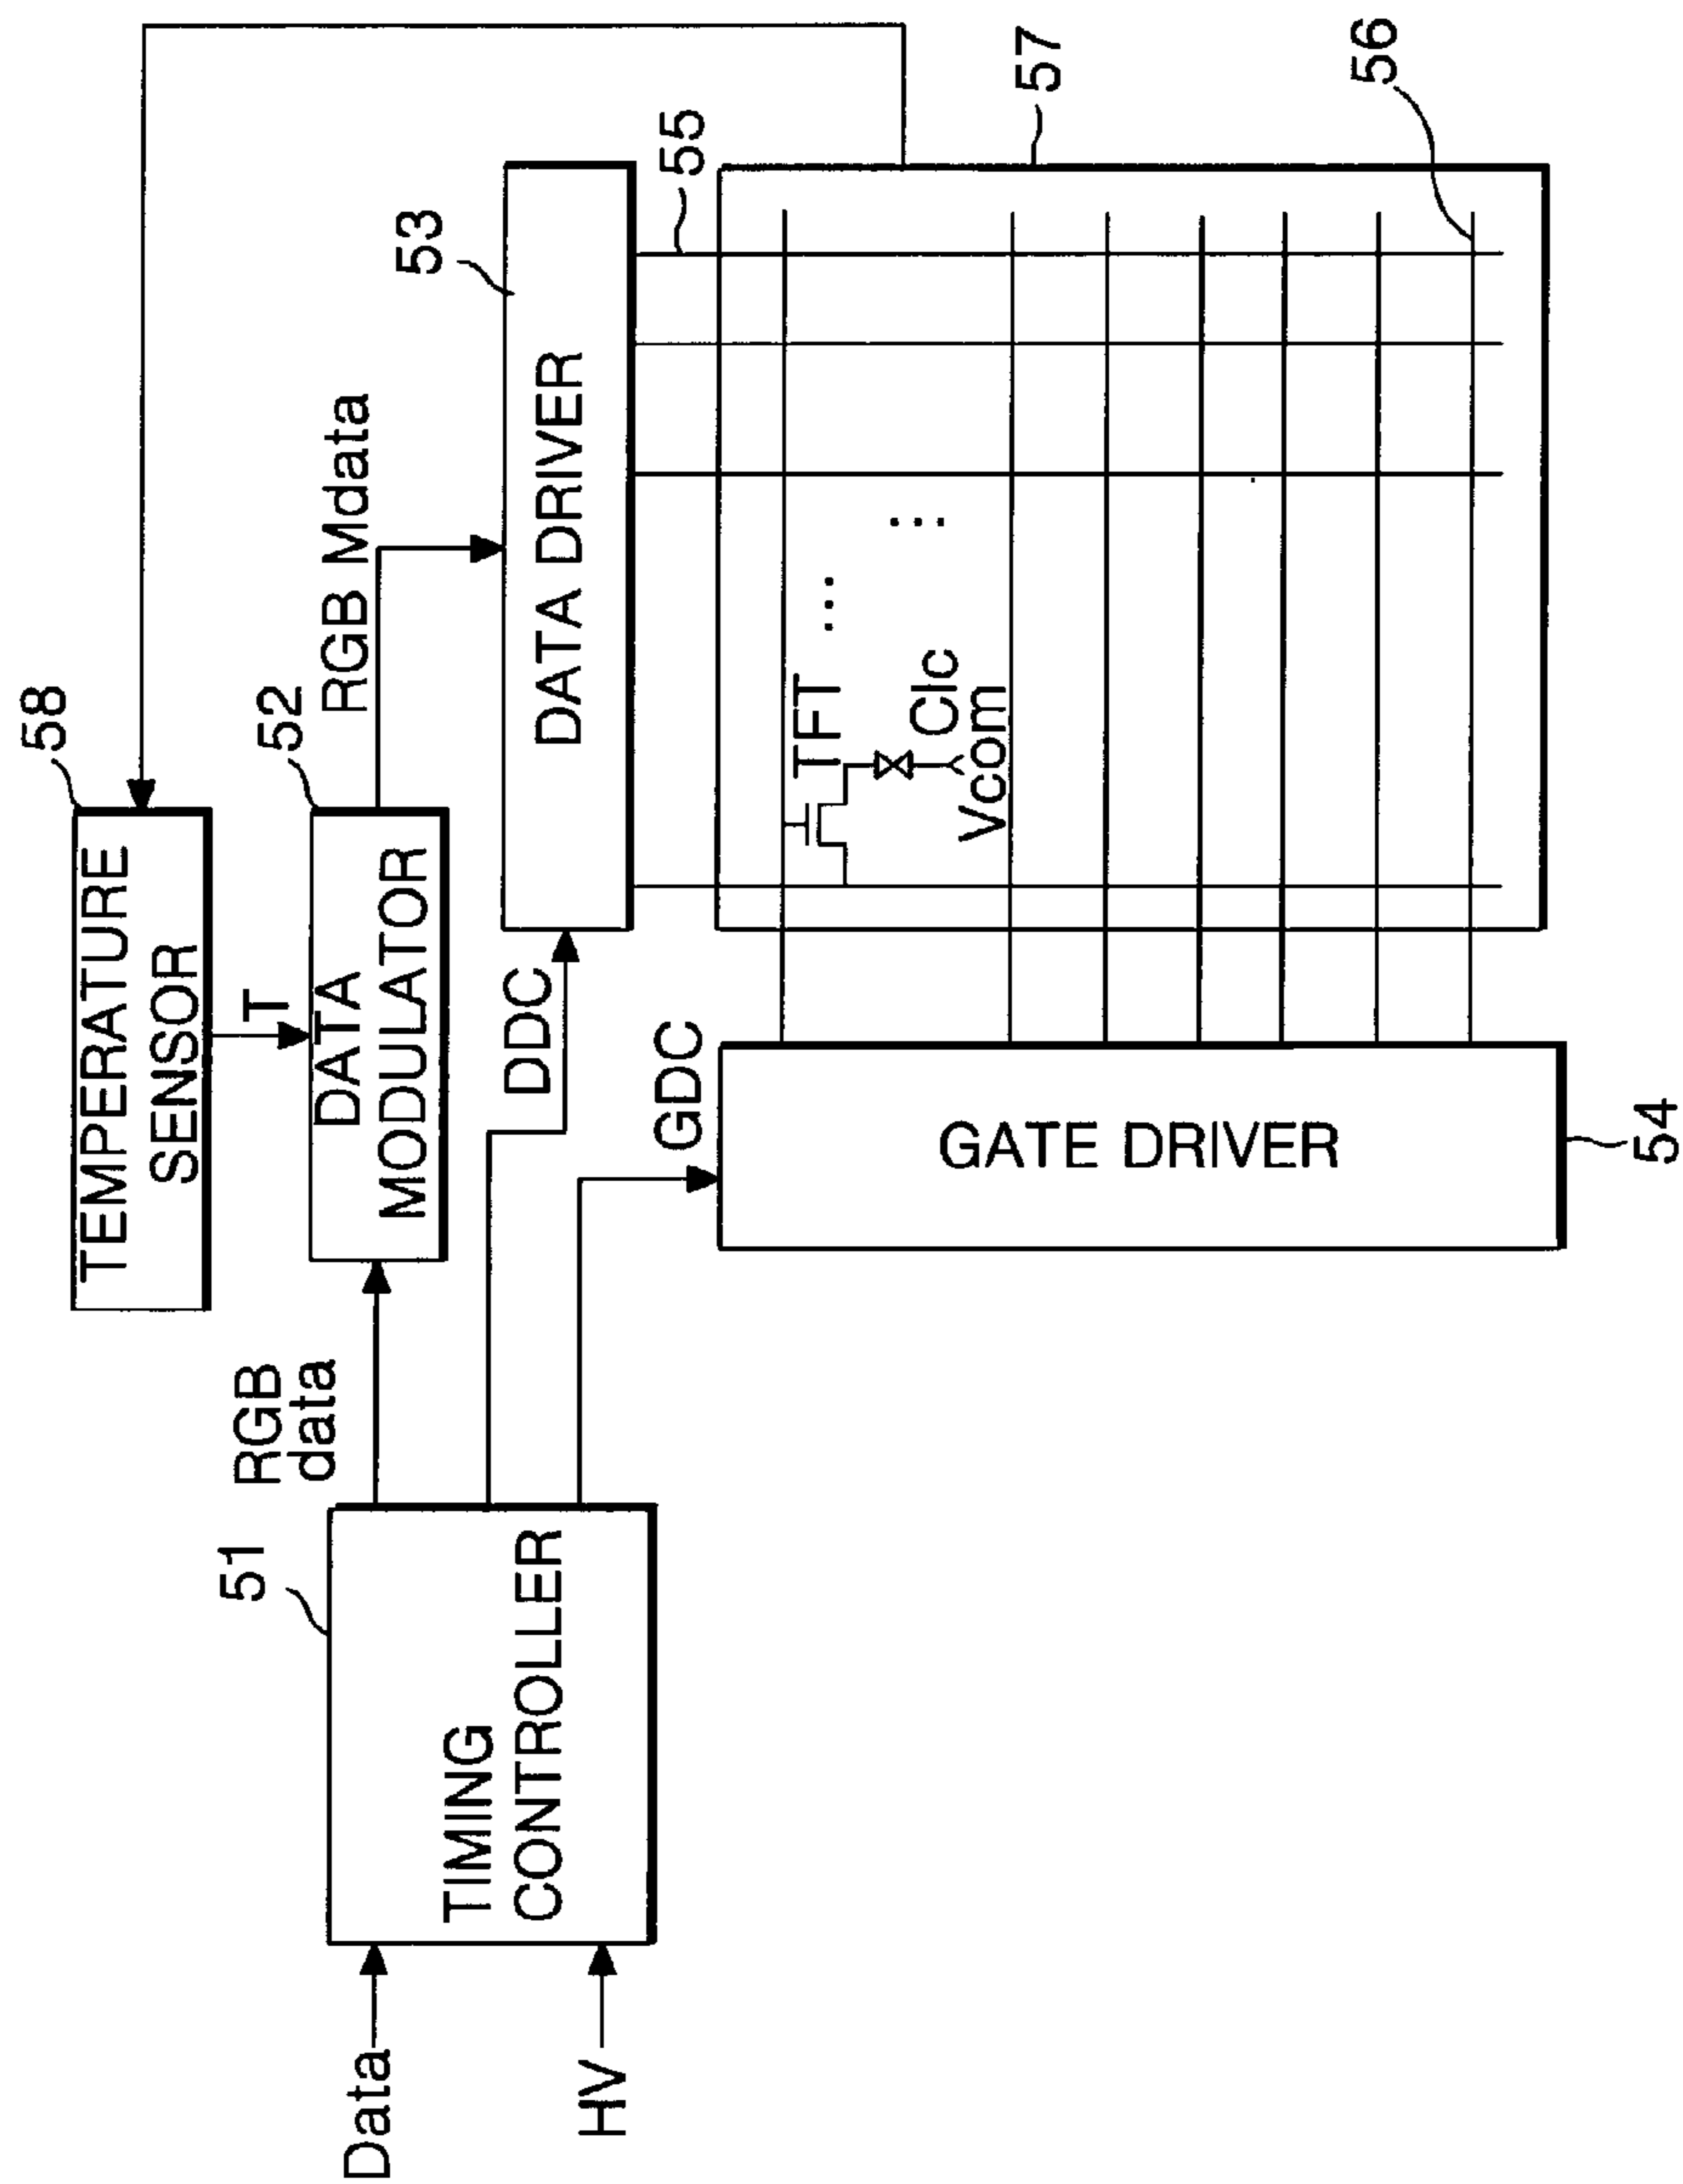 58
TEMPERATURE
SENSOR
T
51
RGB
data
52
DATA
MODULATOR
RGB Mdata
53
Data
TIMING
CONTROLLER
HV
DDC
DATA DRIVER
GDC
55
57
TFT
...
...
Clc
Vcom
GATE DRIVER
56
54